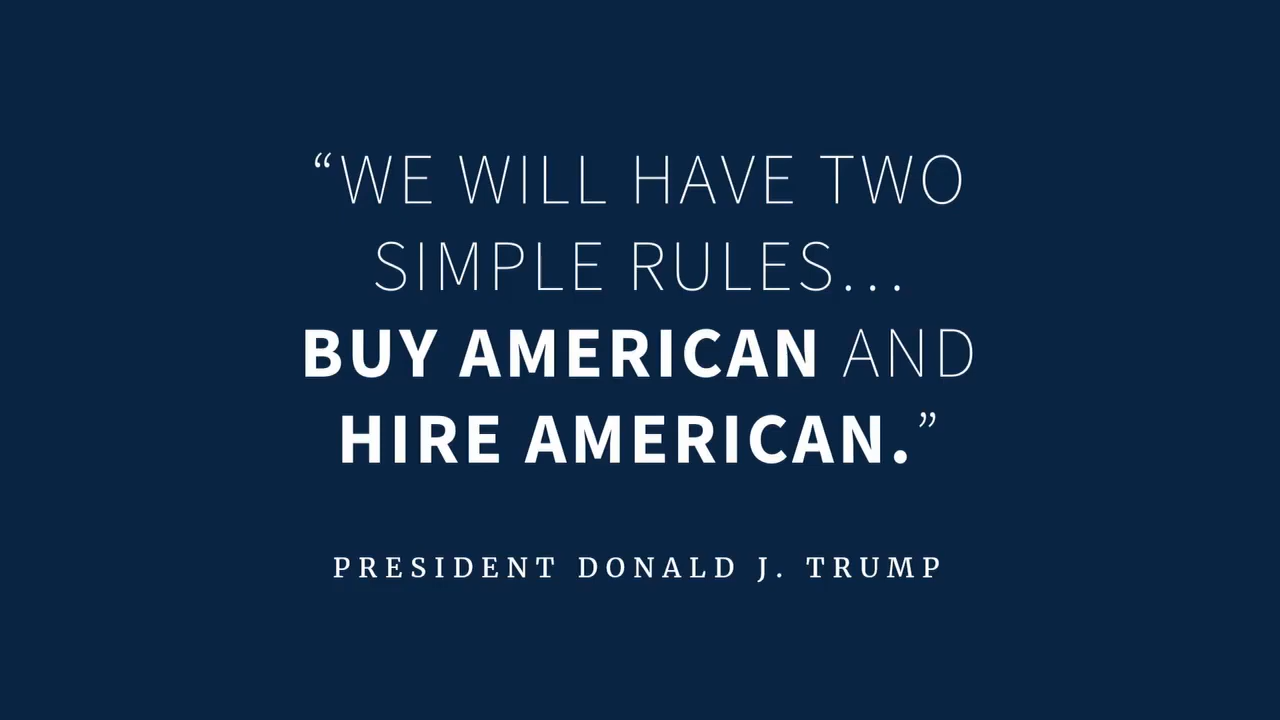 “WE WILL HAVE TWO
SIMPLE RULES...
BUY AMERICAN AND
HIRE AMERICAN.”
PRESIDENT DONALD J. TRUMP